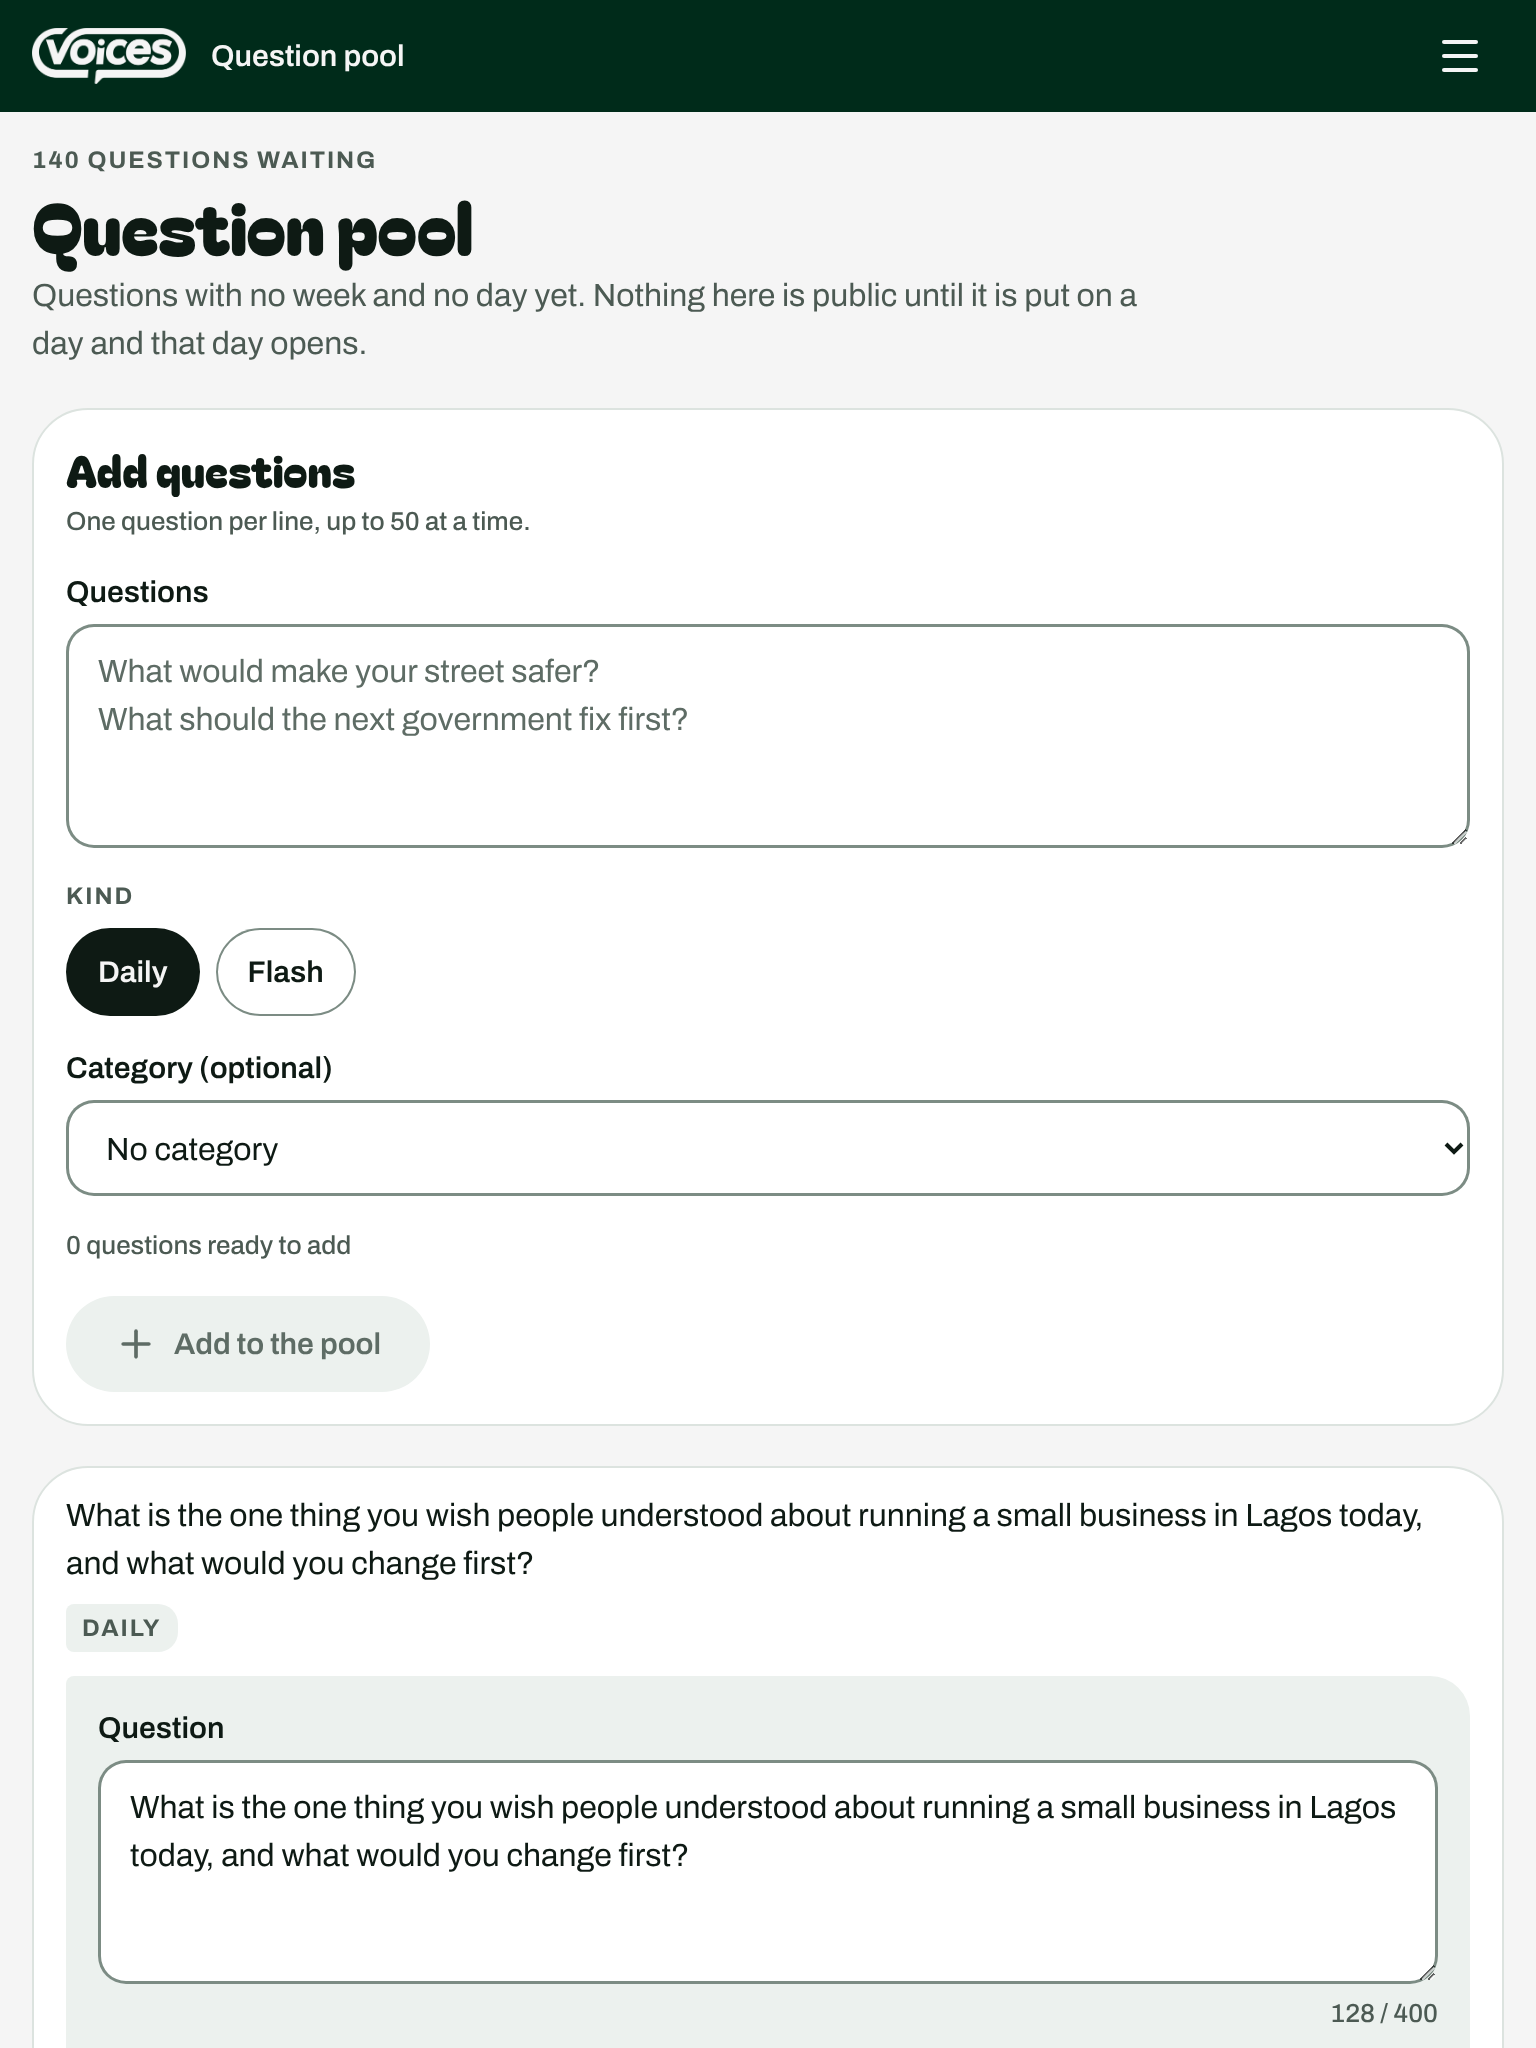 voices
Question pool
140 QUESTIONS WAITING
Question pool
Questions with no week and no day yet. Nothing here is public until it is put on a
day and that day opens.
Add questions
One question per line, up to 50 at a time.
Questions
What would make your street safer?
What should the next government fix first?
KIND
Daily
Flash
Category (optional)
No category
0 questions ready to add
Add to the pool
What is the one thing you wish people understood about running a small business in Lagos today,
and what would you change first?
DAILY
Question
What is the one thing you wish people understood about running a small business in Lagos
today, and what would you change first?
128 / 400